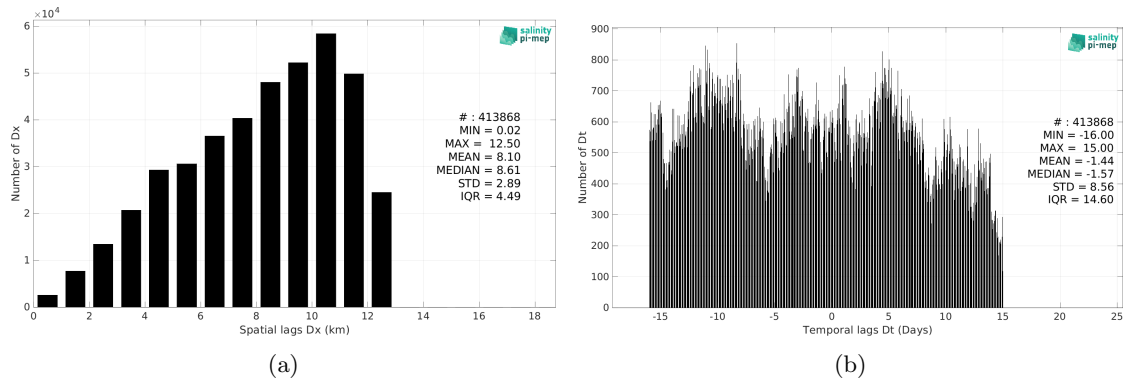 ×10⁴
6
5
4
3
2
1
0
Number of Dx
salinity
pi-mep
# : 413868
MIN = 0.02
MAX = 12.50
MEAN = 8.10
MEDIAN = 8.61
STD = 2.89
IQR = 4.49
0 2 4 6 8 10 12 14 16 18
Spatial lags Dx (km)
(a)
900
800
700
600
500
400
300
200
100
0
Number of Dt
salinity
pi-mep
# : 413868
MIN = -16.00
MAX = 15.00
MEAN = -1.44
MEDIAN = -1.57
STD = 8.56
IQR = 14.60
-15 -10 -5 0 5 10 15 20 25
Temporal lags Dt (Days)
(b)